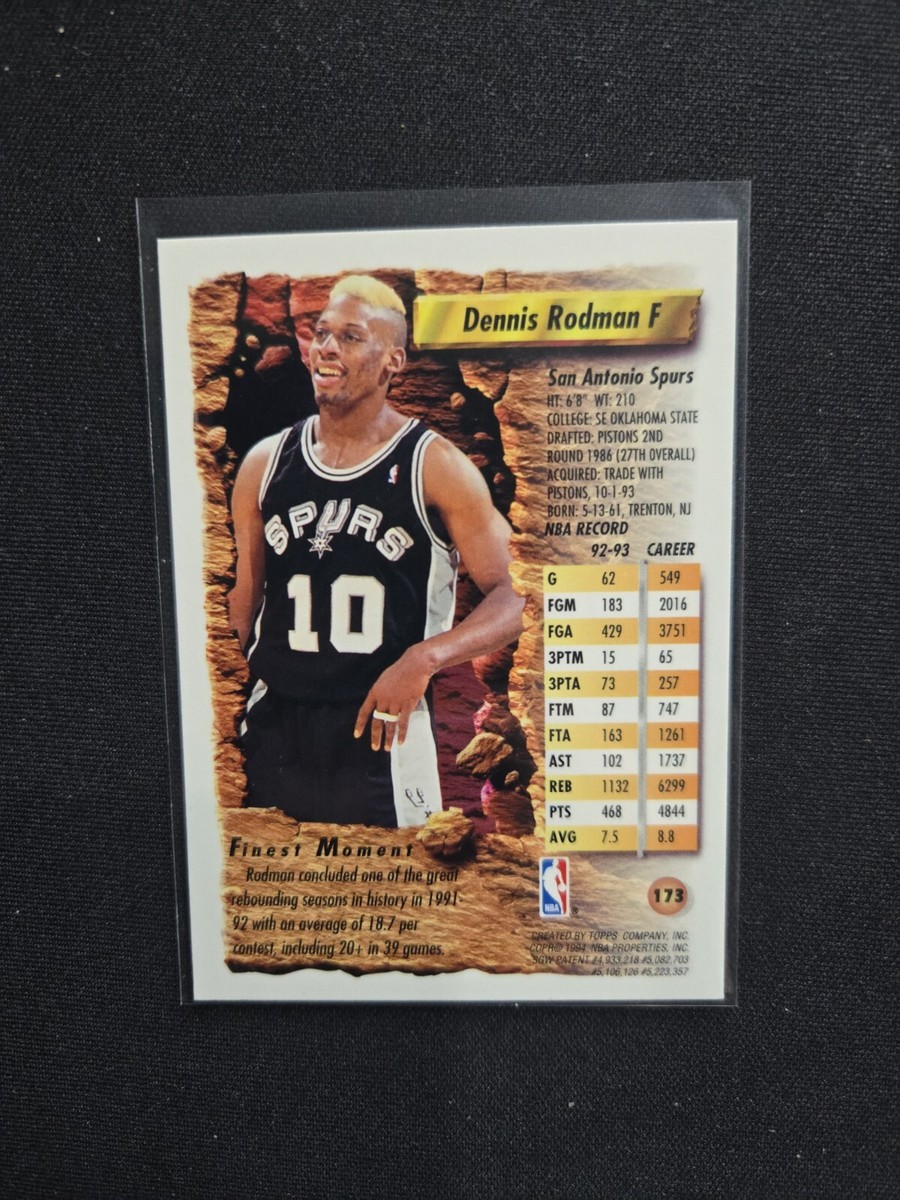 Dennis Rodman F
San Antonio Spurs
HT: 6'8" WT: 210
COLLEGE: SE OKLAHOMA STATE
DRAFTED: PISTONS 2ND
ROUND 1986 (27TH OVERALL)
ACQUIRED: TRADE WITH
PISTONS, 10-1-93
BORN: 5-13-61, TRENTON, NJ
NBA RECORD
92-93 CAREER
G 62 549
FGM 183 2016
FGA 429 3751
3PTM 15 65
3PTA 73 257
FTM 87 747
FTA 163 1261
AST 102 1737
REB 1132 6299
PTS 468 4844
AVG 7.5 8.8
SPURS
10
Finest Moment
Rodman concluded one of the great
rebounding seasons in history in 1991-
92 with an average of 18.7 per
contest, including 20+ in 39 games.
NBA ®
173
CREATED BY TOPPS COMPANY, INC.
COPR© 1994 NBA PROPERTIES, INC.
SGW PATENT #4,933,218 #5,082,703
#5,106,126 #5,223,357